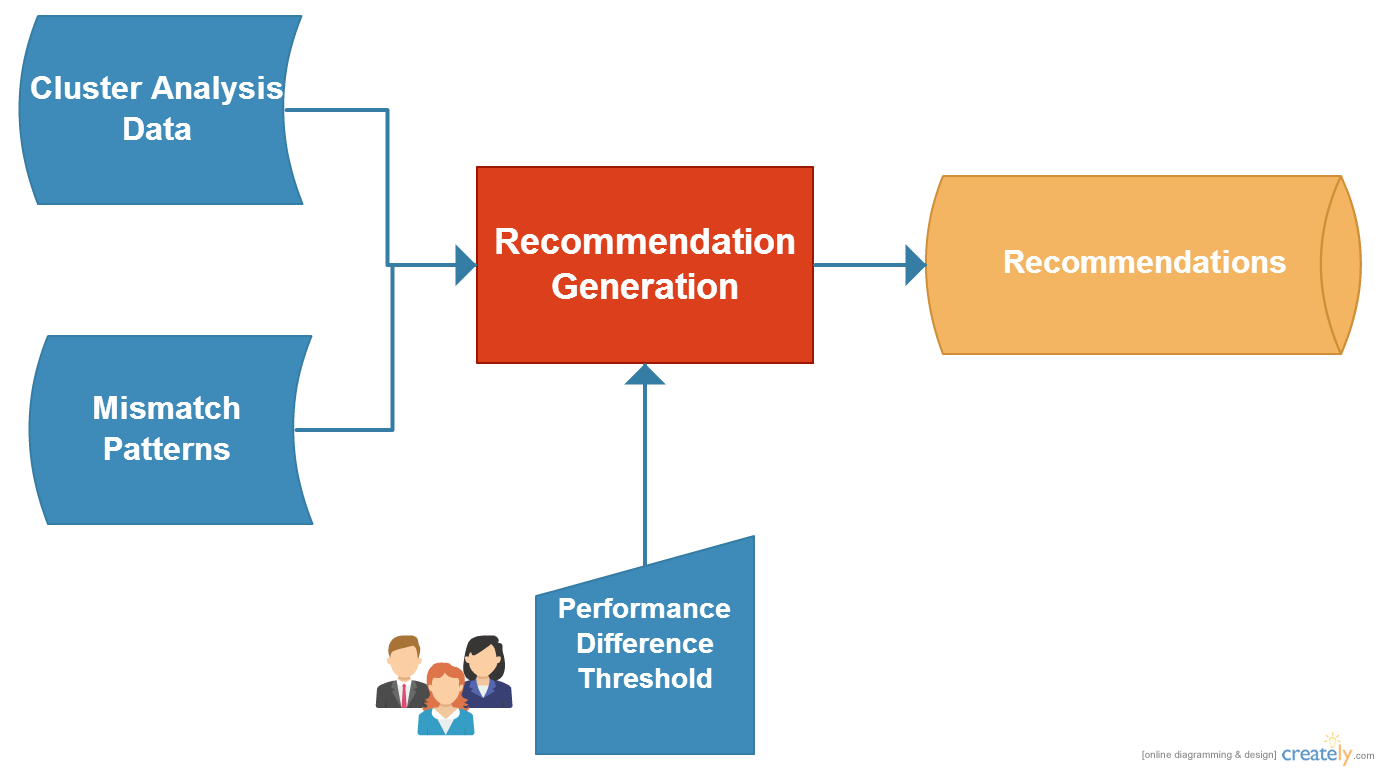 Cluster Analysis
Data
Recommendation
Generation
Recommendations
Mismatch
Patterns
Performance
Difference
Threshold
[online diagramming & design] creately.com